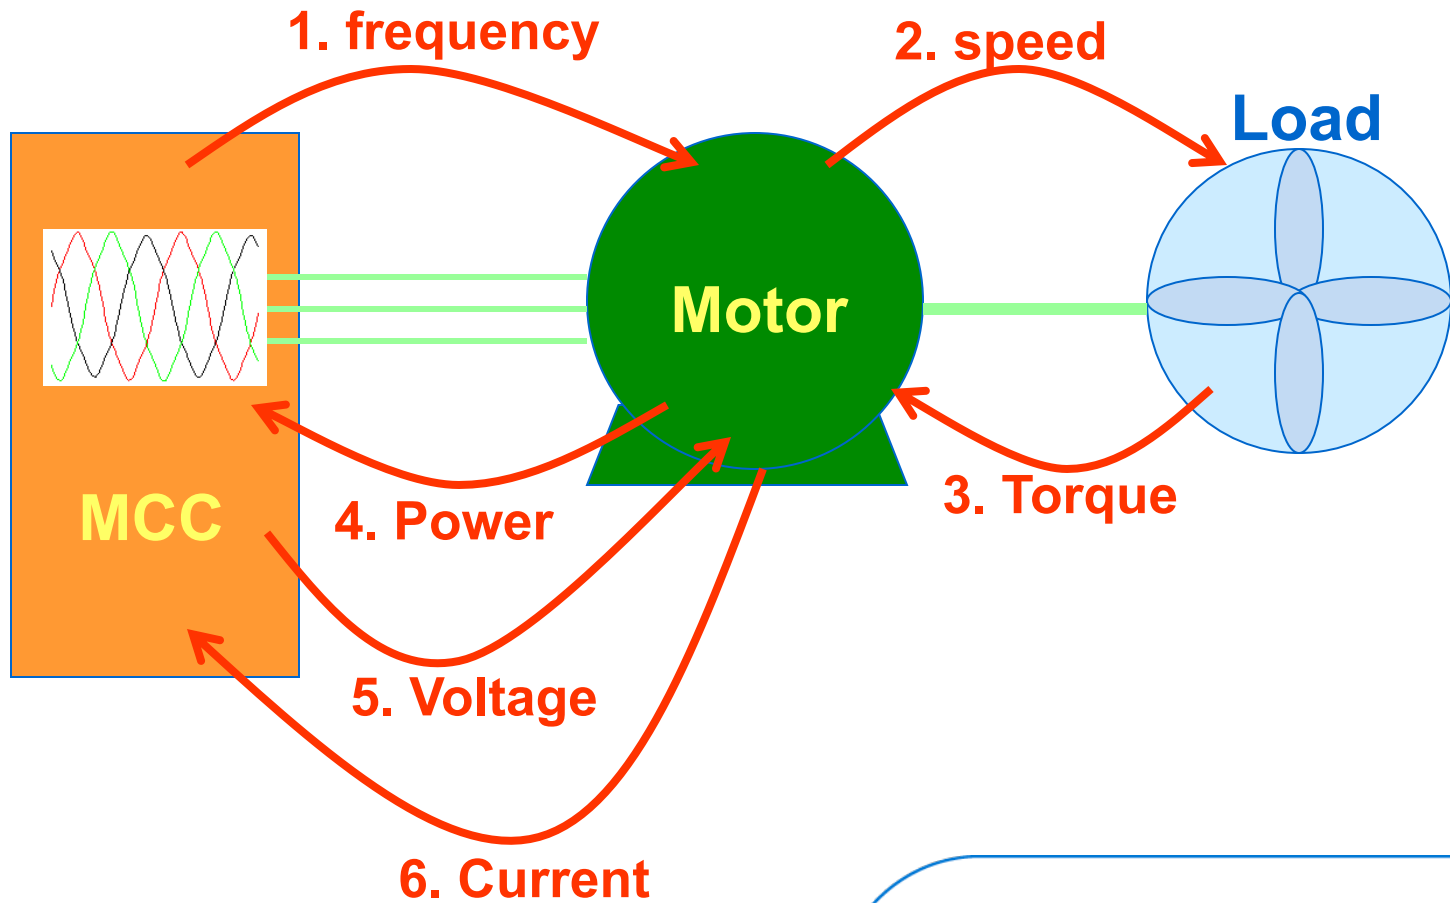 1. frequency
2. speed
Load
Motor
MCC
3. Torque
4. Power
5. Voltage
6. Current